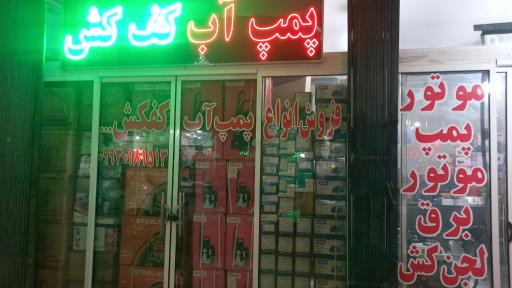 پمپ آب کف کش
فروش انواع پمپ آب کفکش...
موتور
پمپ
موتور
برق
لجن کش